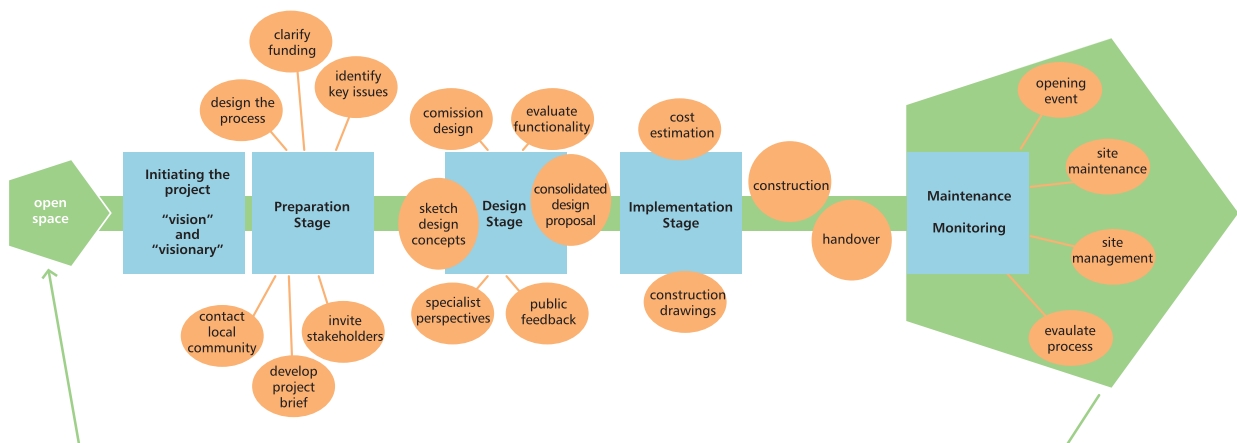 open
space
Initiating the
project
“vision”
and
“visionary”
clarify
funding
identify
key issues
design the
process
Preparation
Stage
contact
local
community
invite
stakeholders
develop
project
brief
comission
design
evaluate
functionality
sketch
design
concepts
Design
Stage
consolidated
design
proposal
specialist
perspectives
public
feedback
cost
estimation
Implementation
Stage
construction
drawings
construction
handover
Maintenance
Monitoring
opening
event
site
maintenance
site
management
evaulate
process